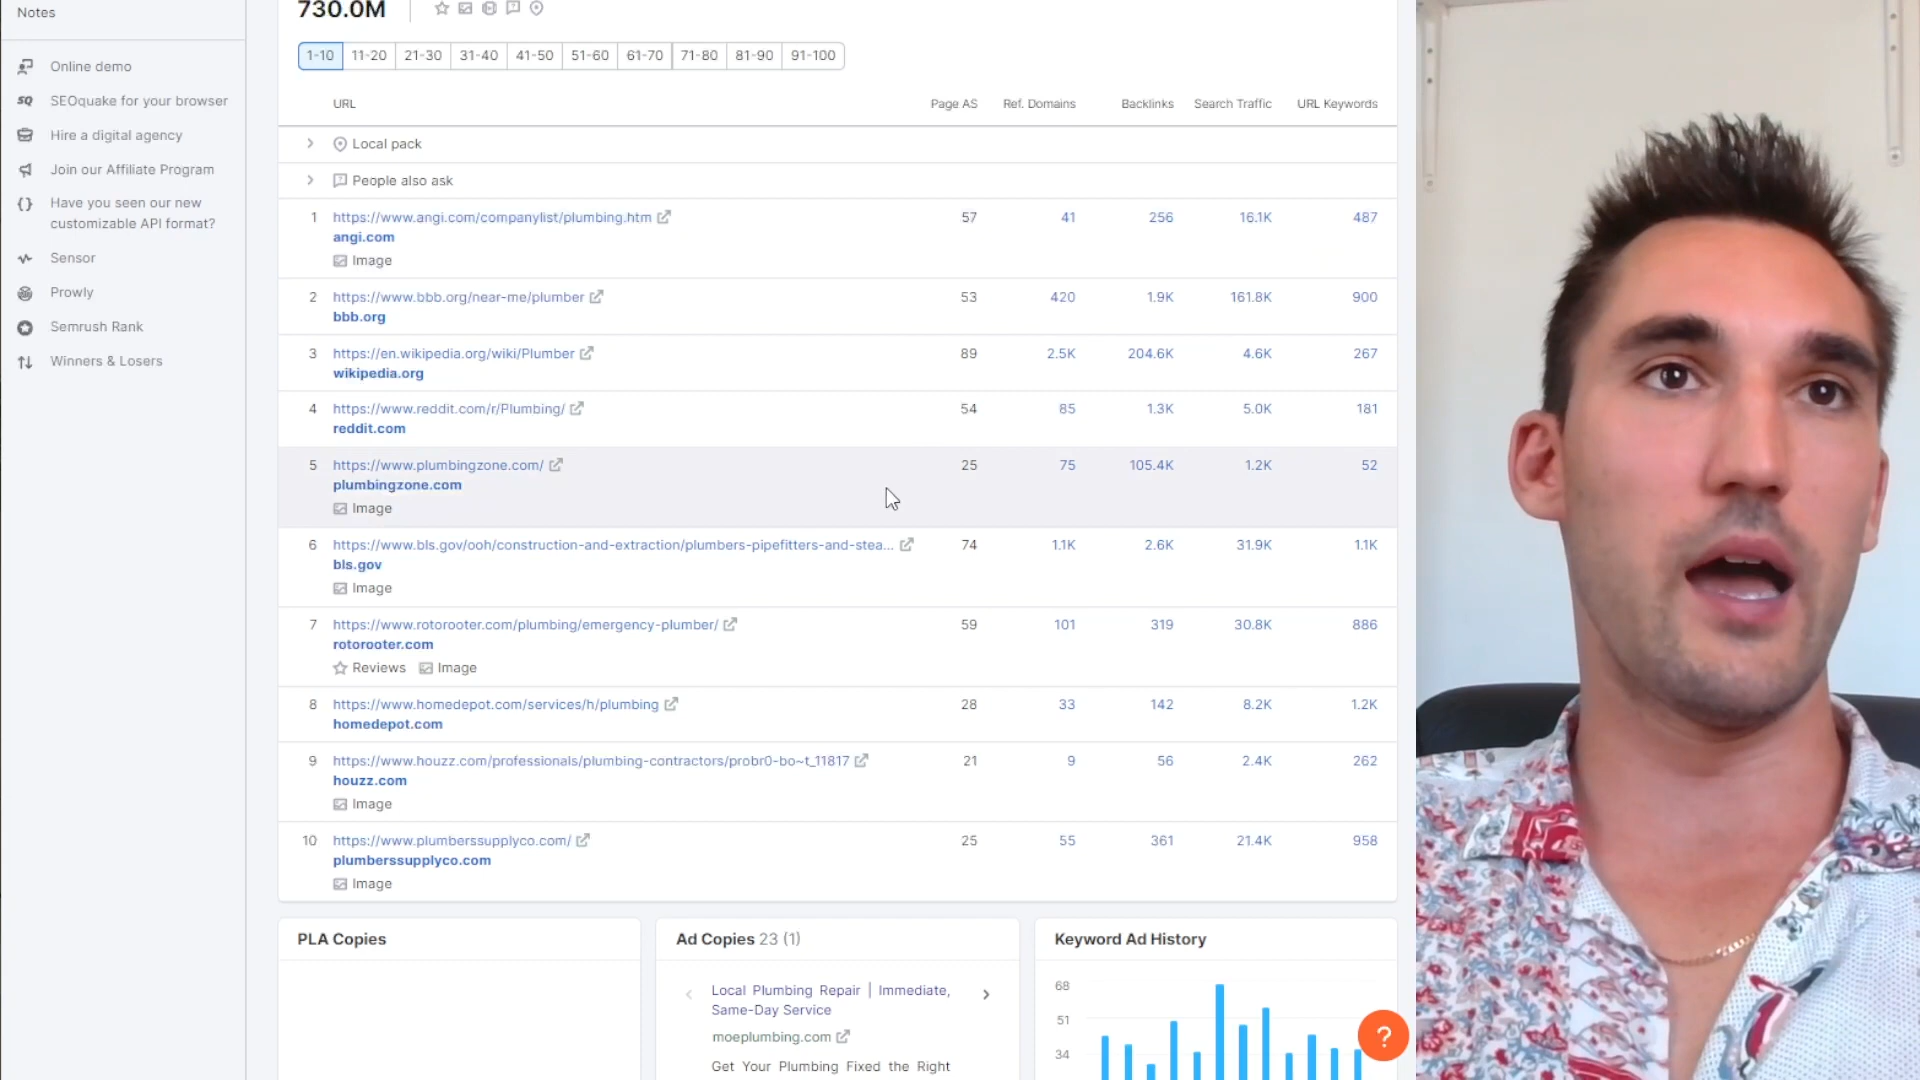 Notes
Online demo
SEOquake for your browser
Hire a digital agency
Join our Affiliate Program
Have you seen our new
customizable API format?
Sensor
Prowly
Semrush Rank
Winners & Losers
730.0M
1-10 11-20 21-30 31-40 41-50 51-60 61-70 71-80 81-90 91-100
URL Page AS Ref. Domains Backlinks Search Traffic URL Keywords
Local pack
People also ask
1 https://www.angi.com/companylist/plumbing.htm 57 41 256 16.1K 487
angi.com
Image
2 https://www.bbb.org/near-me/plumber 53 420 1.9K 161.8K 900
bbb.org
3 https://en.wikipedia.org/wiki/Plumber 89 2.5K 204.6K 4.6K 267
wikipedia.org
4 https://www.reddit.com/r/Plumbing/ 54 85 1.3K 5.0K 181
reddit.com
5 https://www.plumbingzone.com/ 25 75 105.4K 1.2K 52
plumbingzone.com
Image
6 https://www.bls.gov/ooh/construction-and-extraction/plumbers-pipefitters-and-stea... 74 1.1K 2.6K 31.9K 1.1K
bls.gov
Image
7 https://www.rotorooter.com/plumbing/emergency-plumber/ 59 101 319 30.8K 886
rotorooter.com
Reviews Image
8 https://www.homedepot.com/services/h/plumbing 28 33 142 8.2K 1.2K
homedepot.com
9 https://www.houzz.com/professionals/plumbing-contractors/probr0-bo~t_11817 21 9 56 2.4K 262
houzz.com
Image
10 https://www.plumberssupplyco.com/ 25 55 361 21.4K 958
plumberssupplyco.com
Image
PLA Copies
Ad Copies 23 (1)
Local Plumbing Repair | Immediate,
Same-Day Service
moeplumbing.com
Get Your Plumbing Fixed the Right
Keyword Ad History
68
51
34
?